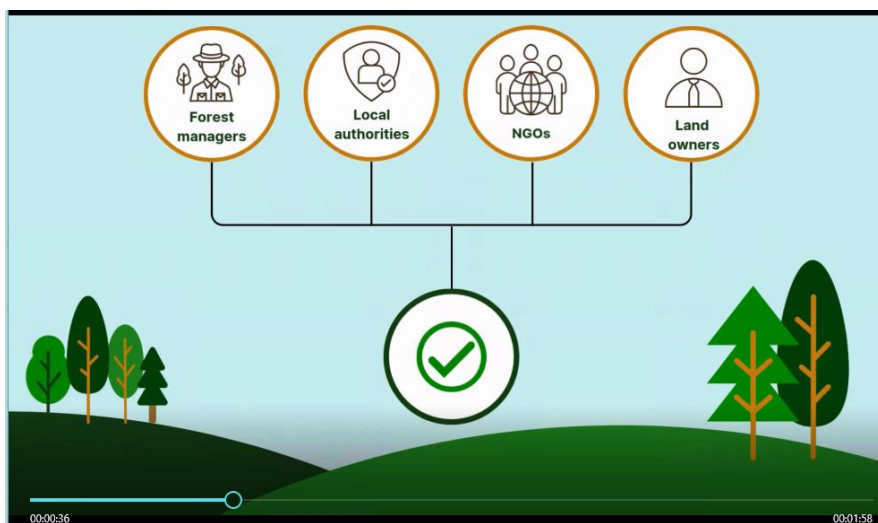 Forest
managers
Local
authorities
NGOs
Land
owners
00:00:36
00:01:58